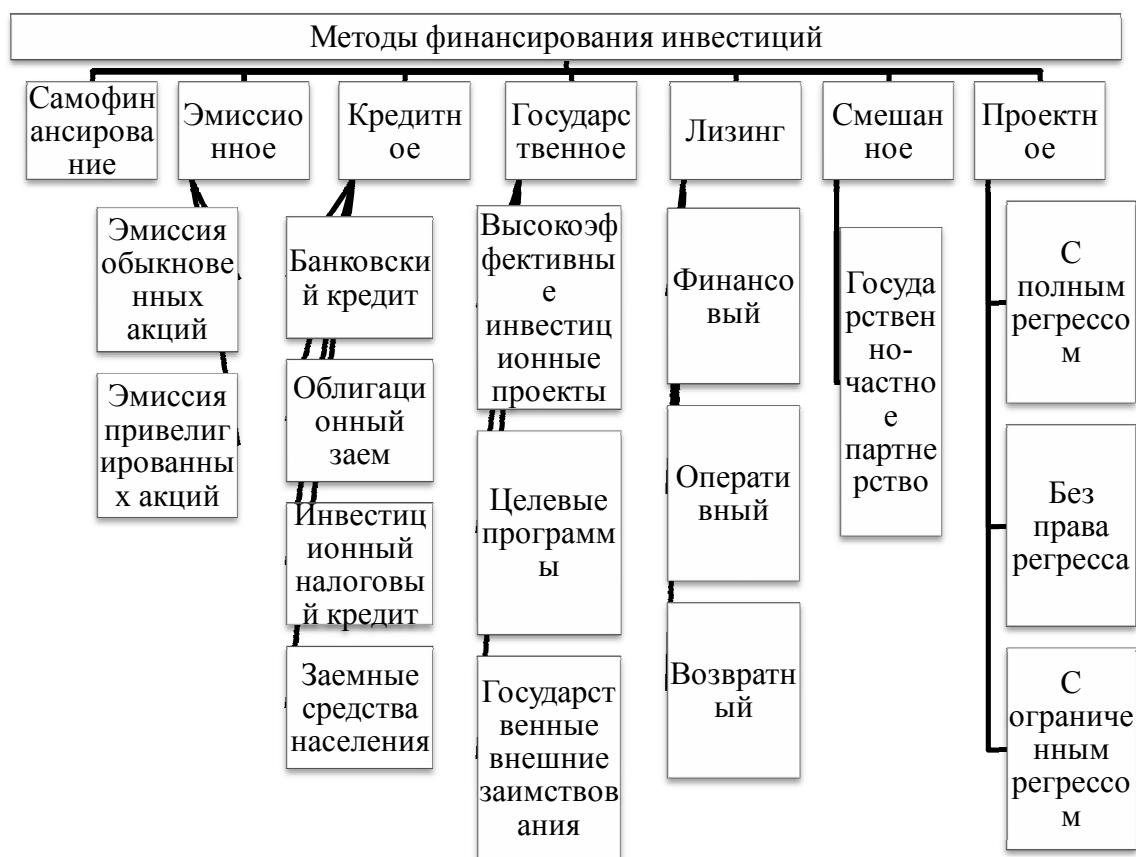 Методы финансирования инвестиций
Самофин
ансирова
ние
Эмиссио
нное
Кредитн
ое
Государс
твенное
Лизинг
Смешан
ное
Проектн
ое
Эмиссия
обыкнове
нных
акций
Эмиссия
привелиг
ированны
х акций
Банковски
й кредит
Облигаци
онный
заем
Инвестиц
ионный
налоговы
й кредит
Заемные
средства
населения
Высокоэф
фективны
е
инвестиц
ионные
проекты
Целевые
программ
ы
Государст
венные
внешние
заимствов
ания
Финансо
вый
Операти
вный
Возвратн
ый
Госуда
рствен
но-
частно
е
партне
рство
С
полным
регрессо
м
Без
права
регресса
С
ограниче
нным
регрессо
м